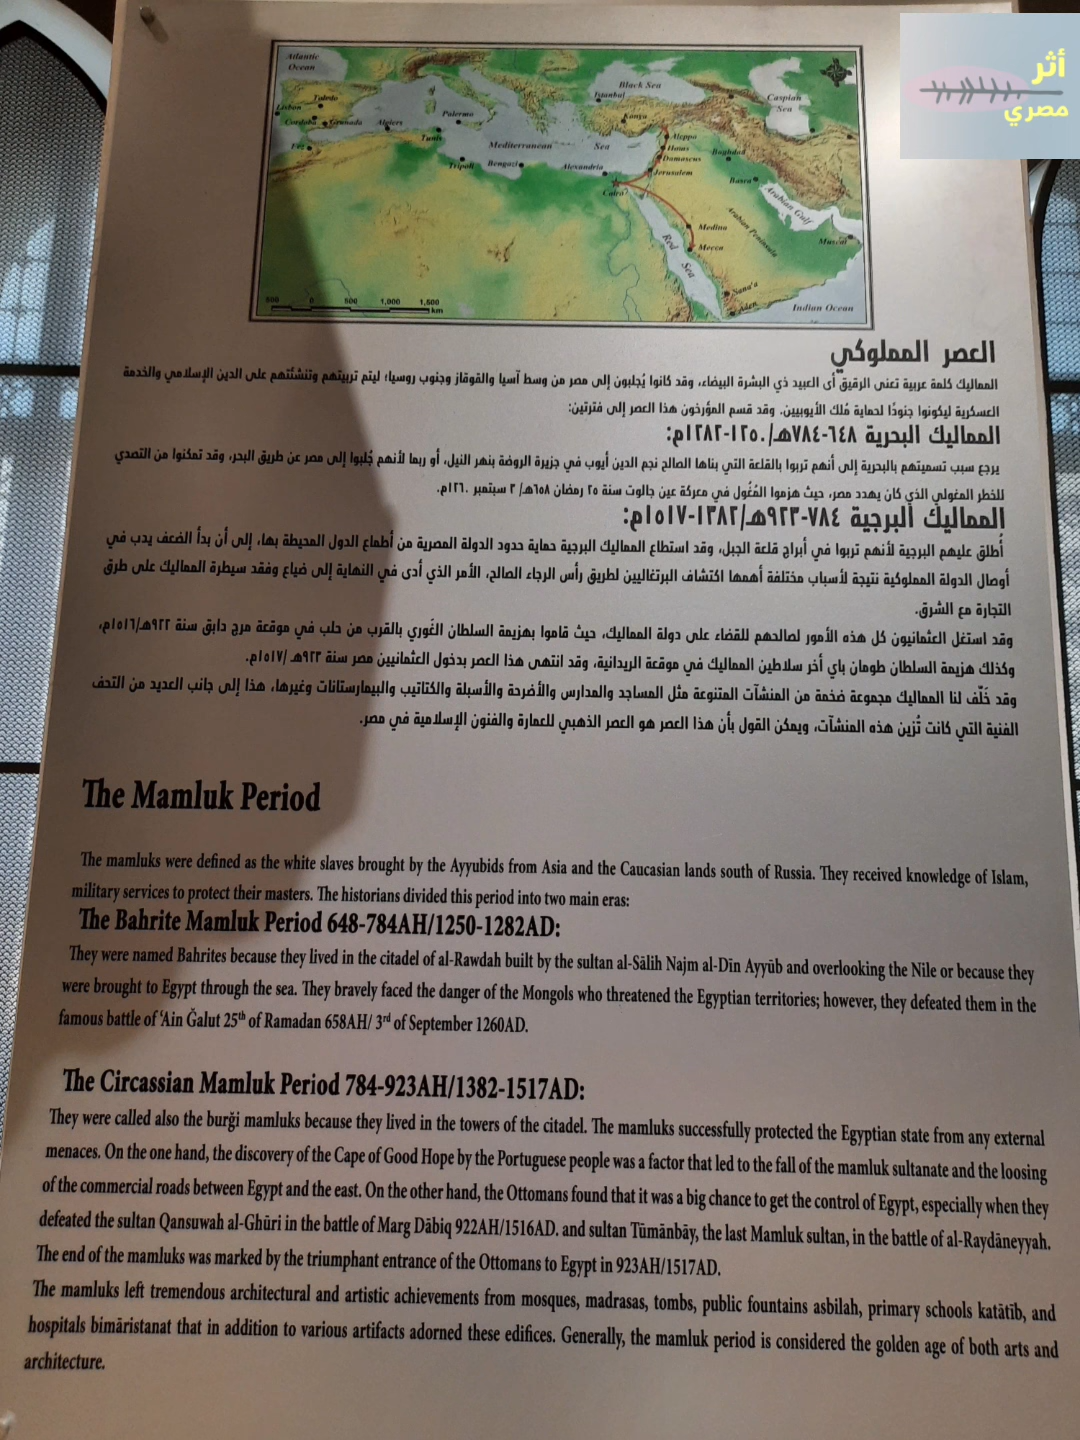 أثر
مصري
Atlantic
Ocean
Black Sea
Caspian
Sea
Istanbul
Lisbon
Toledo
Konya
Cordoba
Granada
Algiers
Palermo
Aleppo
Tunis
Mediterranean
Sea
Homs
Baghdad
Fez
Damascus
Tripoli
Bengazi
Alexandria
Jerusalem
Basra
Cairo
Arabian Gulf
Arabian Peninsula
Medina
Muscat
Red Sea
Mecca
Sana'a
Aden
Indian Ocean
500 0 500 1,000 1,500
km
العصر المملوكي
المماليك كلمة عربية تعنى الرقيق أى العبيد ذي البشرة البيضاء، وقد كانوا يُجلبون إلى مصر من وسط آسيا والقوقاز وجنوب روسيا؛ ليتم تربيتهم وتنشئتهم على الدين الإسلامي والخدمة
العسكرية ليكونوا جنودًا لحماية مُلك الأيوبيين. وقد قسم المؤرخون هذا العصر إلى فترتين:
المماليك البحرية ٦٤٨-٧٨٤هـ/١٢٥٠-١٢٨٢م:
يرجع سبب تسميتهم بالبحرية إلى أنهم تربوا بالقلعة التي بناها الصالح نجم الدين أيوب في جزيرة الروضة بنهر النيل، أو ربما لأنهم جُلبوا إلى مصر عن طريق البحر، وقد تمكنوا من التصدي
للخطر المغولي الذي كان يهدد مصر، حيث هزموا المُغُول في معركة عين جالوت سنة ٢٥ رمضان ٦٥٨هـ/ ٣ سبتمبر ١٢٦٠م.
المماليك البرجية ٧٨٤-٩٢٣هـ/١٣٨٢-١٥١٧م:
أُطلق عليهم البرجية لأنهم تربوا في أبراج قلعة الجبل، وقد استطاع المماليك البرجية حماية حدود الدولة المصرية من أطماع الدول المحيطة بها، إلى أن بدأ الضعف يدب في
أوصال الدولة المملوكية نتيجة لأسباب مختلفة أهمها اكتشاف البرتغاليين لطريق رأس الرجاء الصالح، الأمر الذي أدى في النهاية إلى ضياع وفقد سيطرة المماليك على طرق
التجارة مع الشرق.
وقد استغل العثمانيون كل هذه الأمور لصالحهم للقضاء على دولة المماليك، حيث قاموا بهزيمة السلطان الغَوري بالقرب من حلب في موقعة مرج دابق سنة ٩٢٢هـ/١٥١٦م،
وكذلك هزيمة السلطان طومان باي أخر سلاطين المماليك في موقعة الريدانية، وقد انتهى هذا العصر بدخول العثمانيين مصر سنة ٩٢٣هـ /١٥١٧م.
وقد خَلّف لنا المماليك مجموعة ضخمة من المنشآت المتنوعة مثل المساجد والمدارس والأضرحة والأسبلة والكتاتيب والبيمارستانات وغيرها، هذا إلى جانب العديد من التحف
الفنية التي كانت تُزين هذه المنشآت، ويمكن القول بأن هذا العصر هو العصر الذهبي للعمارة والفنون الإسلامية في مصر.
The Mamluk Period
The mamluks were defined as the white slaves brought by the Ayyubids from Asia and the Caucasian lands south of Russia. They received knowledge of Islam,
military services to protect their masters. The historians divided this period into two main eras:
The Bahrite Mamluk Period 648-784AH/1250-1282AD:
They were named Bahrites because they lived in the citadel of al-Rawdah built by the sultan al-Sālih Najm al-Dīn Ayyūb and overlooking the Nile or because they
were brought to Egypt through the sea. They bravely faced the danger of the Mongols who threatened the Egyptian territories; however, they defeated them in the
famous battle of 'Ain Ğalut 25th of Ramadan 658AH/ 3rd of September 1260AD.
The Circassian Mamluk Period 784-923AH/1382-1517AD:
They were called also the burği mamluks because they lived in the towers of the citadel. The mamluks successfully protected the Egyptian state from any external
menaces. On the one hand, the discovery of the Cape of Good Hope by the Portuguese people was a factor that led to the fall of the mamluk sultanate and the loosing
of the commercial roads between Egypt and the east. On the other hand, the Ottomans found that it was a big chance to get the control of Egypt, especially when they
defeated the sultan Qansuwah al-Ghūri in the battle of Marg Dābiq 922AH/1516AD. and sultan Tūmānbāy, the last Mamluk sultan, in the battle of al-Raydāneyyah.
The end of the mamluks was marked by the triumphant entrance of the Ottomans to Egypt in 923AH/1517AD.
The mamluks left tremendous architectural and artistic achievements from mosques, madrasas, tombs, public fountains asbilah, primary schools katātīb, and
hospitals bimāristanat that in addition to various artifacts adorned these edifices. Generally, the mamluk period is considered the golden age of both arts and
architecture.